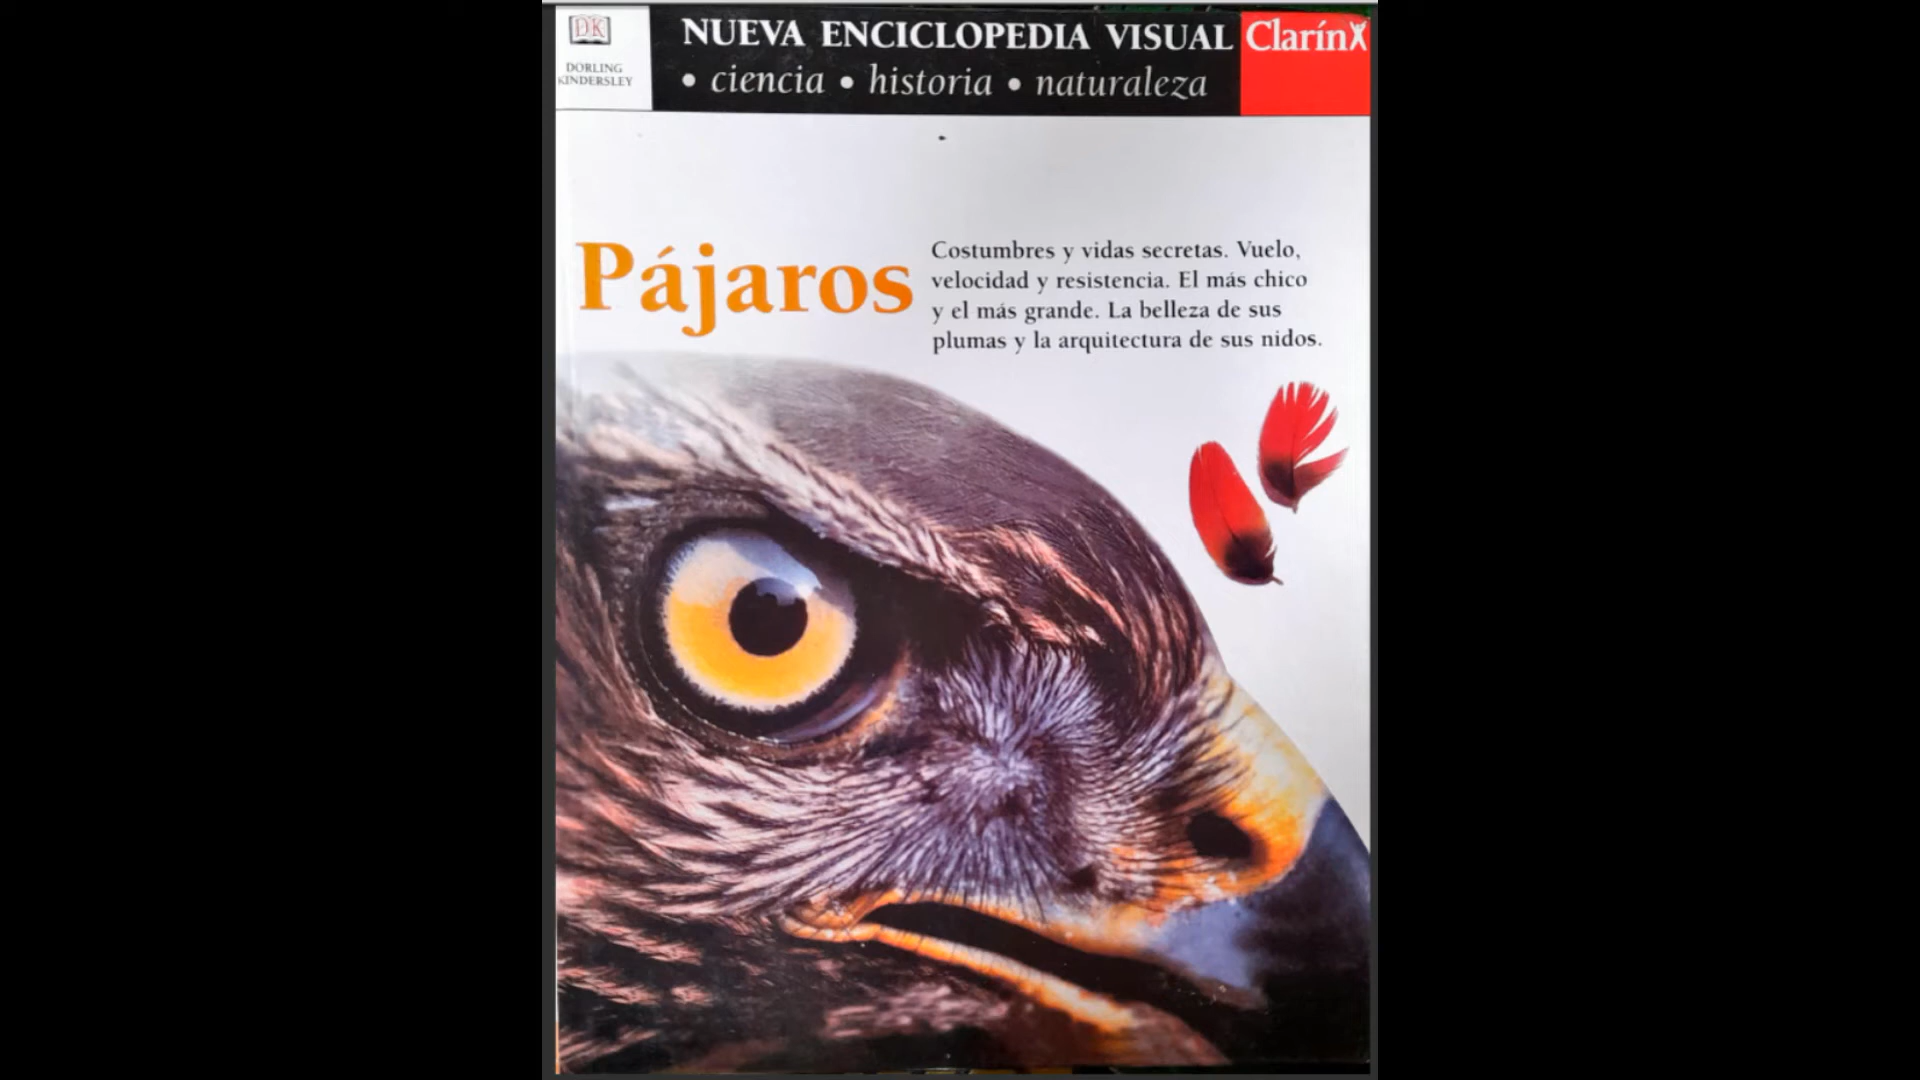 DK
DORLING
KINDERSLEY
NUEVA ENCICLOPEDIA VISUAL
• ciencia • historia • naturaleza
Clarín
Pájaros
Costumbres y vidas secretas. Vuelo,
velocidad y resistencia. El más chico
y el más grande. La belleza de sus
plumas y la arquitectura de sus nidos.